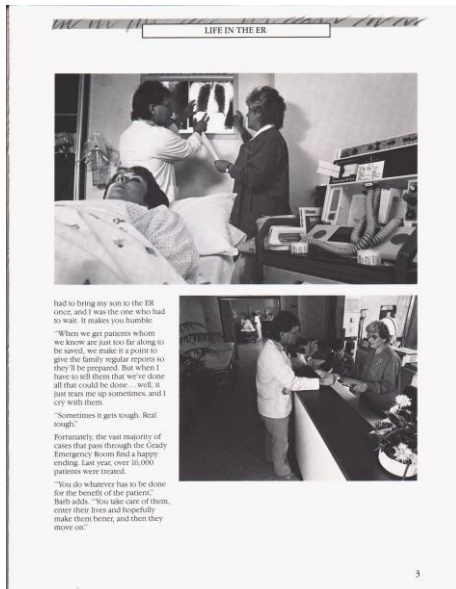 LIFE IN THE ER
had to bring my son to the ER
once, and I was the one who had
to wait. It makes you humble.
"When we get patients whom
we know are just too far along to
be saved, we make it a point to
give the family regular reports so
they'll be prepared. But when I
have to tell them that we've done
all that could be done...well, it
just tears me up sometimes, and I
cry with them.
"Sometimes it gets tough. Real
tough."
Fortunately, the vast majority of
cases that pass through the Grady
Emergency Room find a happy
ending. Last year, over 16,000
patients were treated.
"You do whatever has to be done
for the benefit of the patient,"
Barb adds. "You take care of them,
enter their lives and hopefully
make them better, and then they
move on."
3